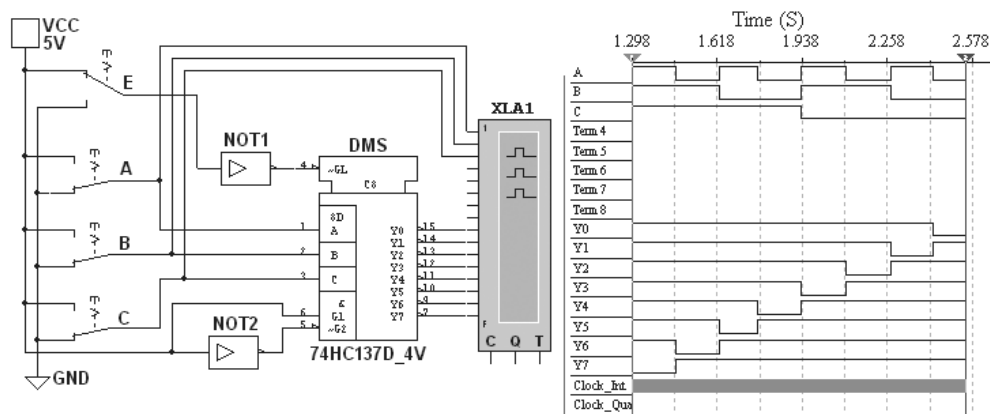 VCC
5V
E
A
B
C
GND
NOT1
NOT2
DMS
4
~GL
C8
8D
1
A
2
B
3
C
&
6
G1
5
~G2
Y0
15
Y1
14
Y2
13
Y3
12
Y4
11
Y5
10
Y6
9
Y7
7
74HC137D_4V
XLA1
1
F
C Q T
Time (S)
1.298 1.618 1.938 2.258 2.578
A
B
C
Term 4
Term 5
Term 6
Term 7
Term 8
Y0
Y1
Y2
Y3
Y4
Y5
Y6
Y7
Clock_Int
Clock_Qua